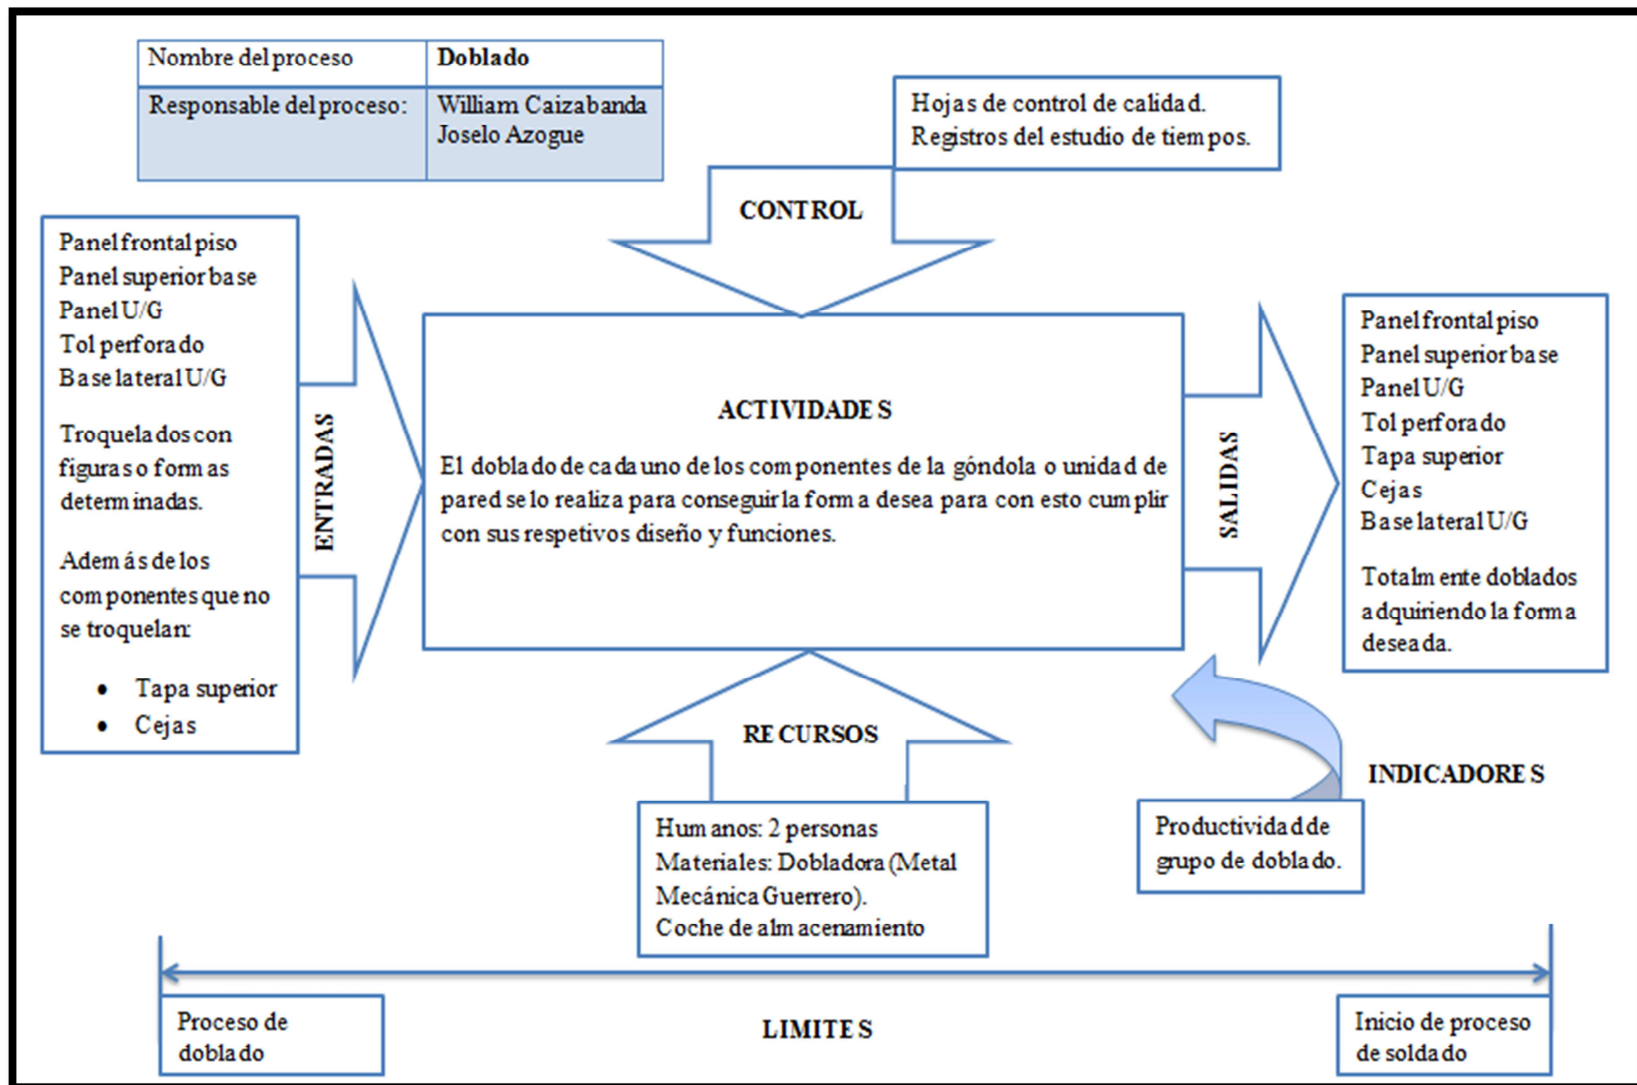 Nombre del proceso
Doblado
Responsable del proceso:
William Caizabanda
Joselo Azogue
Hojas de control de calidad.
Registros del estudio de tiempos.
CONTROL
Panel frontal piso
Panel superior base
Panel U/G
Tol perforado
Base lateral U/G
Troquelados con
figuras o formas
determinadas.
Además de los
componentes que no
se troquelan:
• Tapa superior
• Cejas
ENTRADAS
ACTIVIDADES
El doblado de cada uno de los componentes de la góndola o unidad de
pared se lo realiza para conseguir la forma desea para con esto cumplir
con sus respetivos diseño y funciones.
SALIDAS
Panel frontal piso
Panel superior base
Panel U/G
Tol perforado
Tapa superior
Cejas
Base lateral U/G
Totalmente doblados
adquiriendo la forma
deseada.
RECURSOS
Humanos: 2 personas
Materiales: Dobladora (Metal
Mecánica Guerrero).
Coche de almacenamiento
INDICADORES
Productividad de
grupo de doblado.
Proceso de
doblado
LIMITES
Inicio de proceso
de soldado